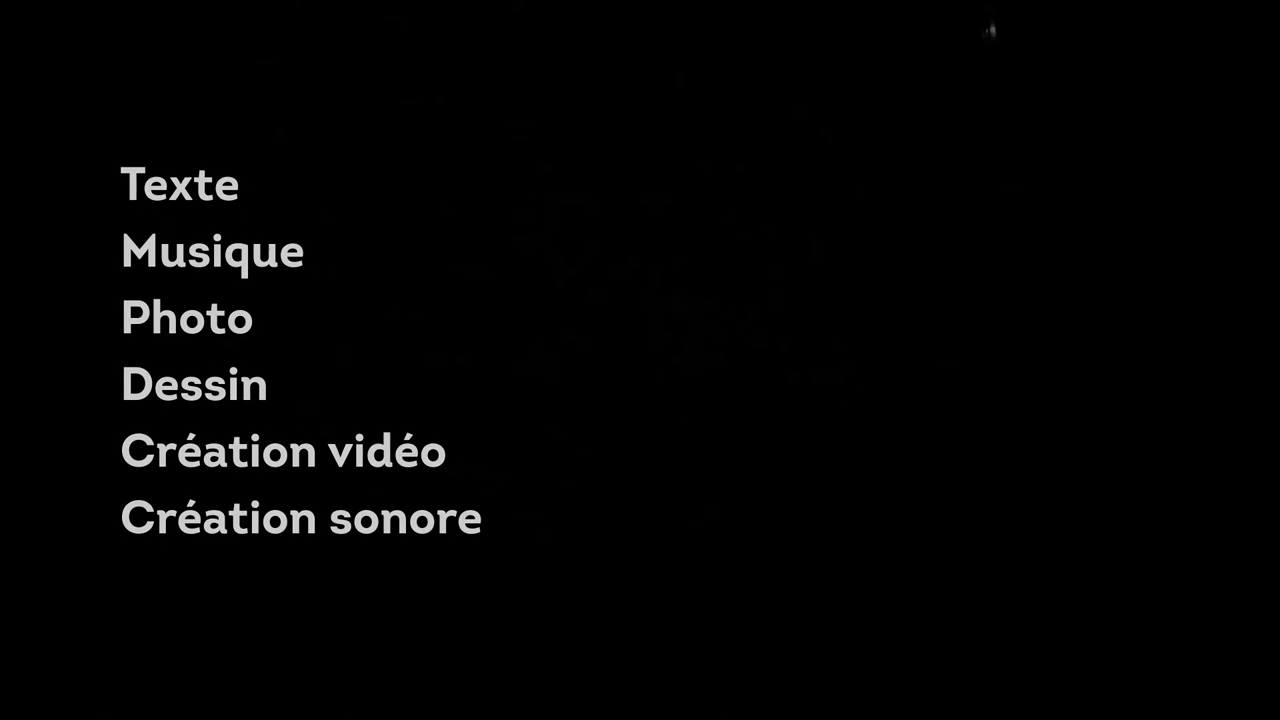 Texte
Musique
Photo
Dessin
Création vidéo
Création sonore